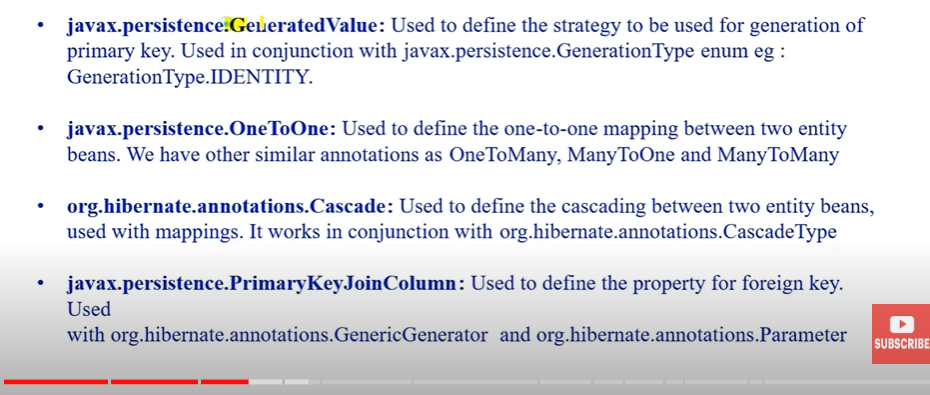 • javax.persistence.GeneratedValue: Used to define the strategy to be used for generation of
primary key. Used in conjunction with javax.persistence.GenerationType enum eg :
GenerationType.IDENTITY.
• javax.persistence.OneToOne: Used to define the one-to-one mapping between two entity
beans. We have other similar annotations as OneToMany, ManyToOne and ManyToMany
• org.hibernate.annotations.Cascade: Used to define the cascading between two entity beans,
used with mappings. It works in conjunction with org.hibernate.annotations.CascadeType
• javax.persistence.PrimaryKeyJoinColumn: Used to define the property for foreign key.
Used
with org.hibernate.annotations.GenericGenerator and org.hibernate.annotations.Parameter
SUBSCRIBE